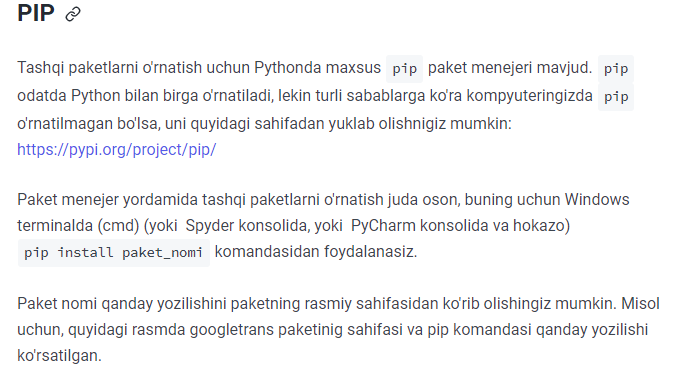 PIP
Tashqi paketlarni o'rnatish uchun Pythonda maxsus pip paket menejeri mavjud. pip
odatda Python bilan birga o'rnatiladi, lekin turli sabablarga ko'ra kompyuteringizda pip
o'rnatilmagan bo'lsa, uni quyidagi sahifadan yuklab olishnigiz mumkin:
https://pypi.org/project/pip/
Paket menejer yordamida tashqi paketlarni o'rnatish juda oson, buning uchun Windows
terminalda (cmd) (yoki Spyder konsolida, yoki PyCharm konsolida va hokazo)
pip install paket_nomi komandasidan foydalanasiz.
Paket nomi qanday yozilishini paketning rasmiy sahifasidan ko'rib olishingiz mumkin. Misol
uchun, quyidagi rasmda googletrans paketinig sahifasi va pip komandasi qanday yozilishi
ko'rsatilgan.